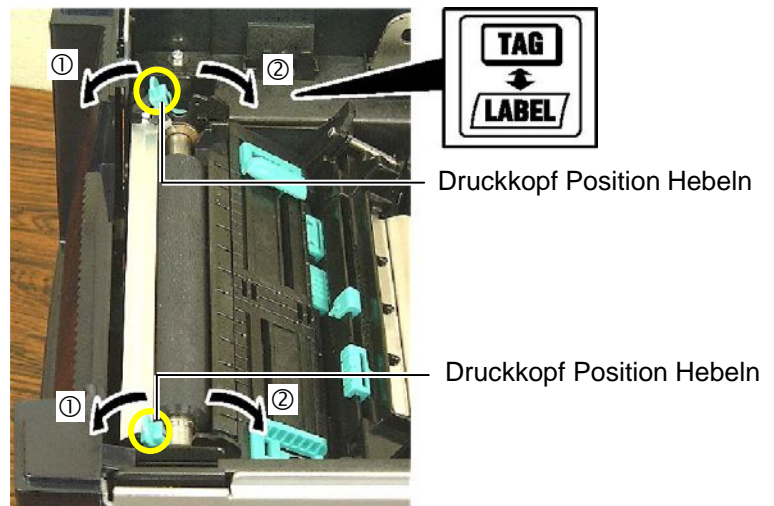 TAG
① ②
LABEL
Druckkopf Position Hebeln
Druckkopf Position Hebeln
① ②